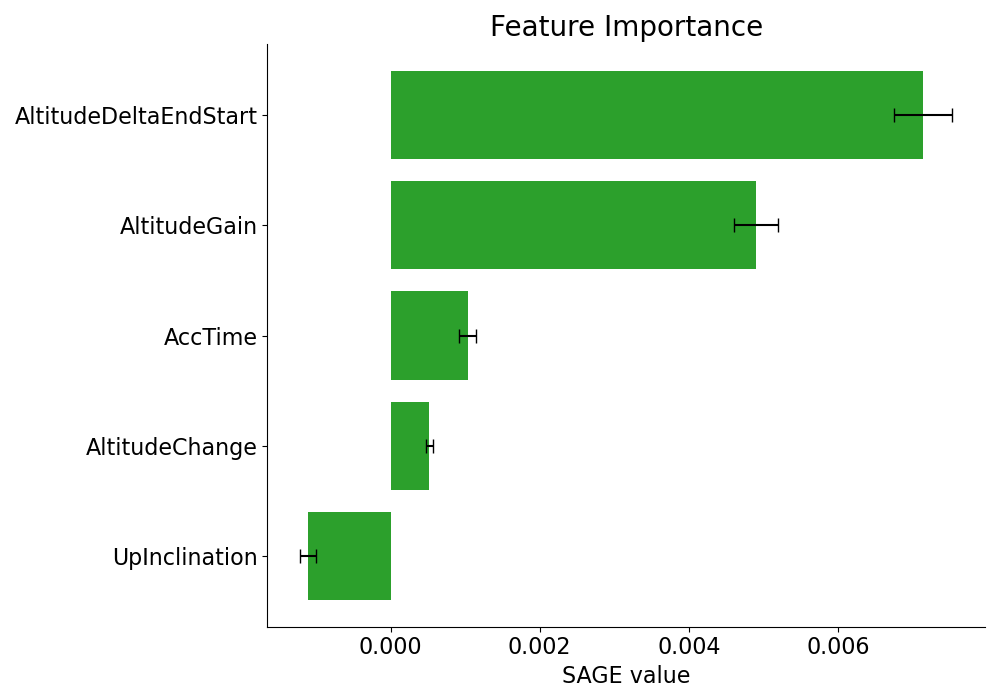 Feature Importance
AltitudeDeltaEndStart
AltitudeGain
AccTime
AltitudeChange
UpInclination
0.000 0.002 0.004 0.006
SAGE value